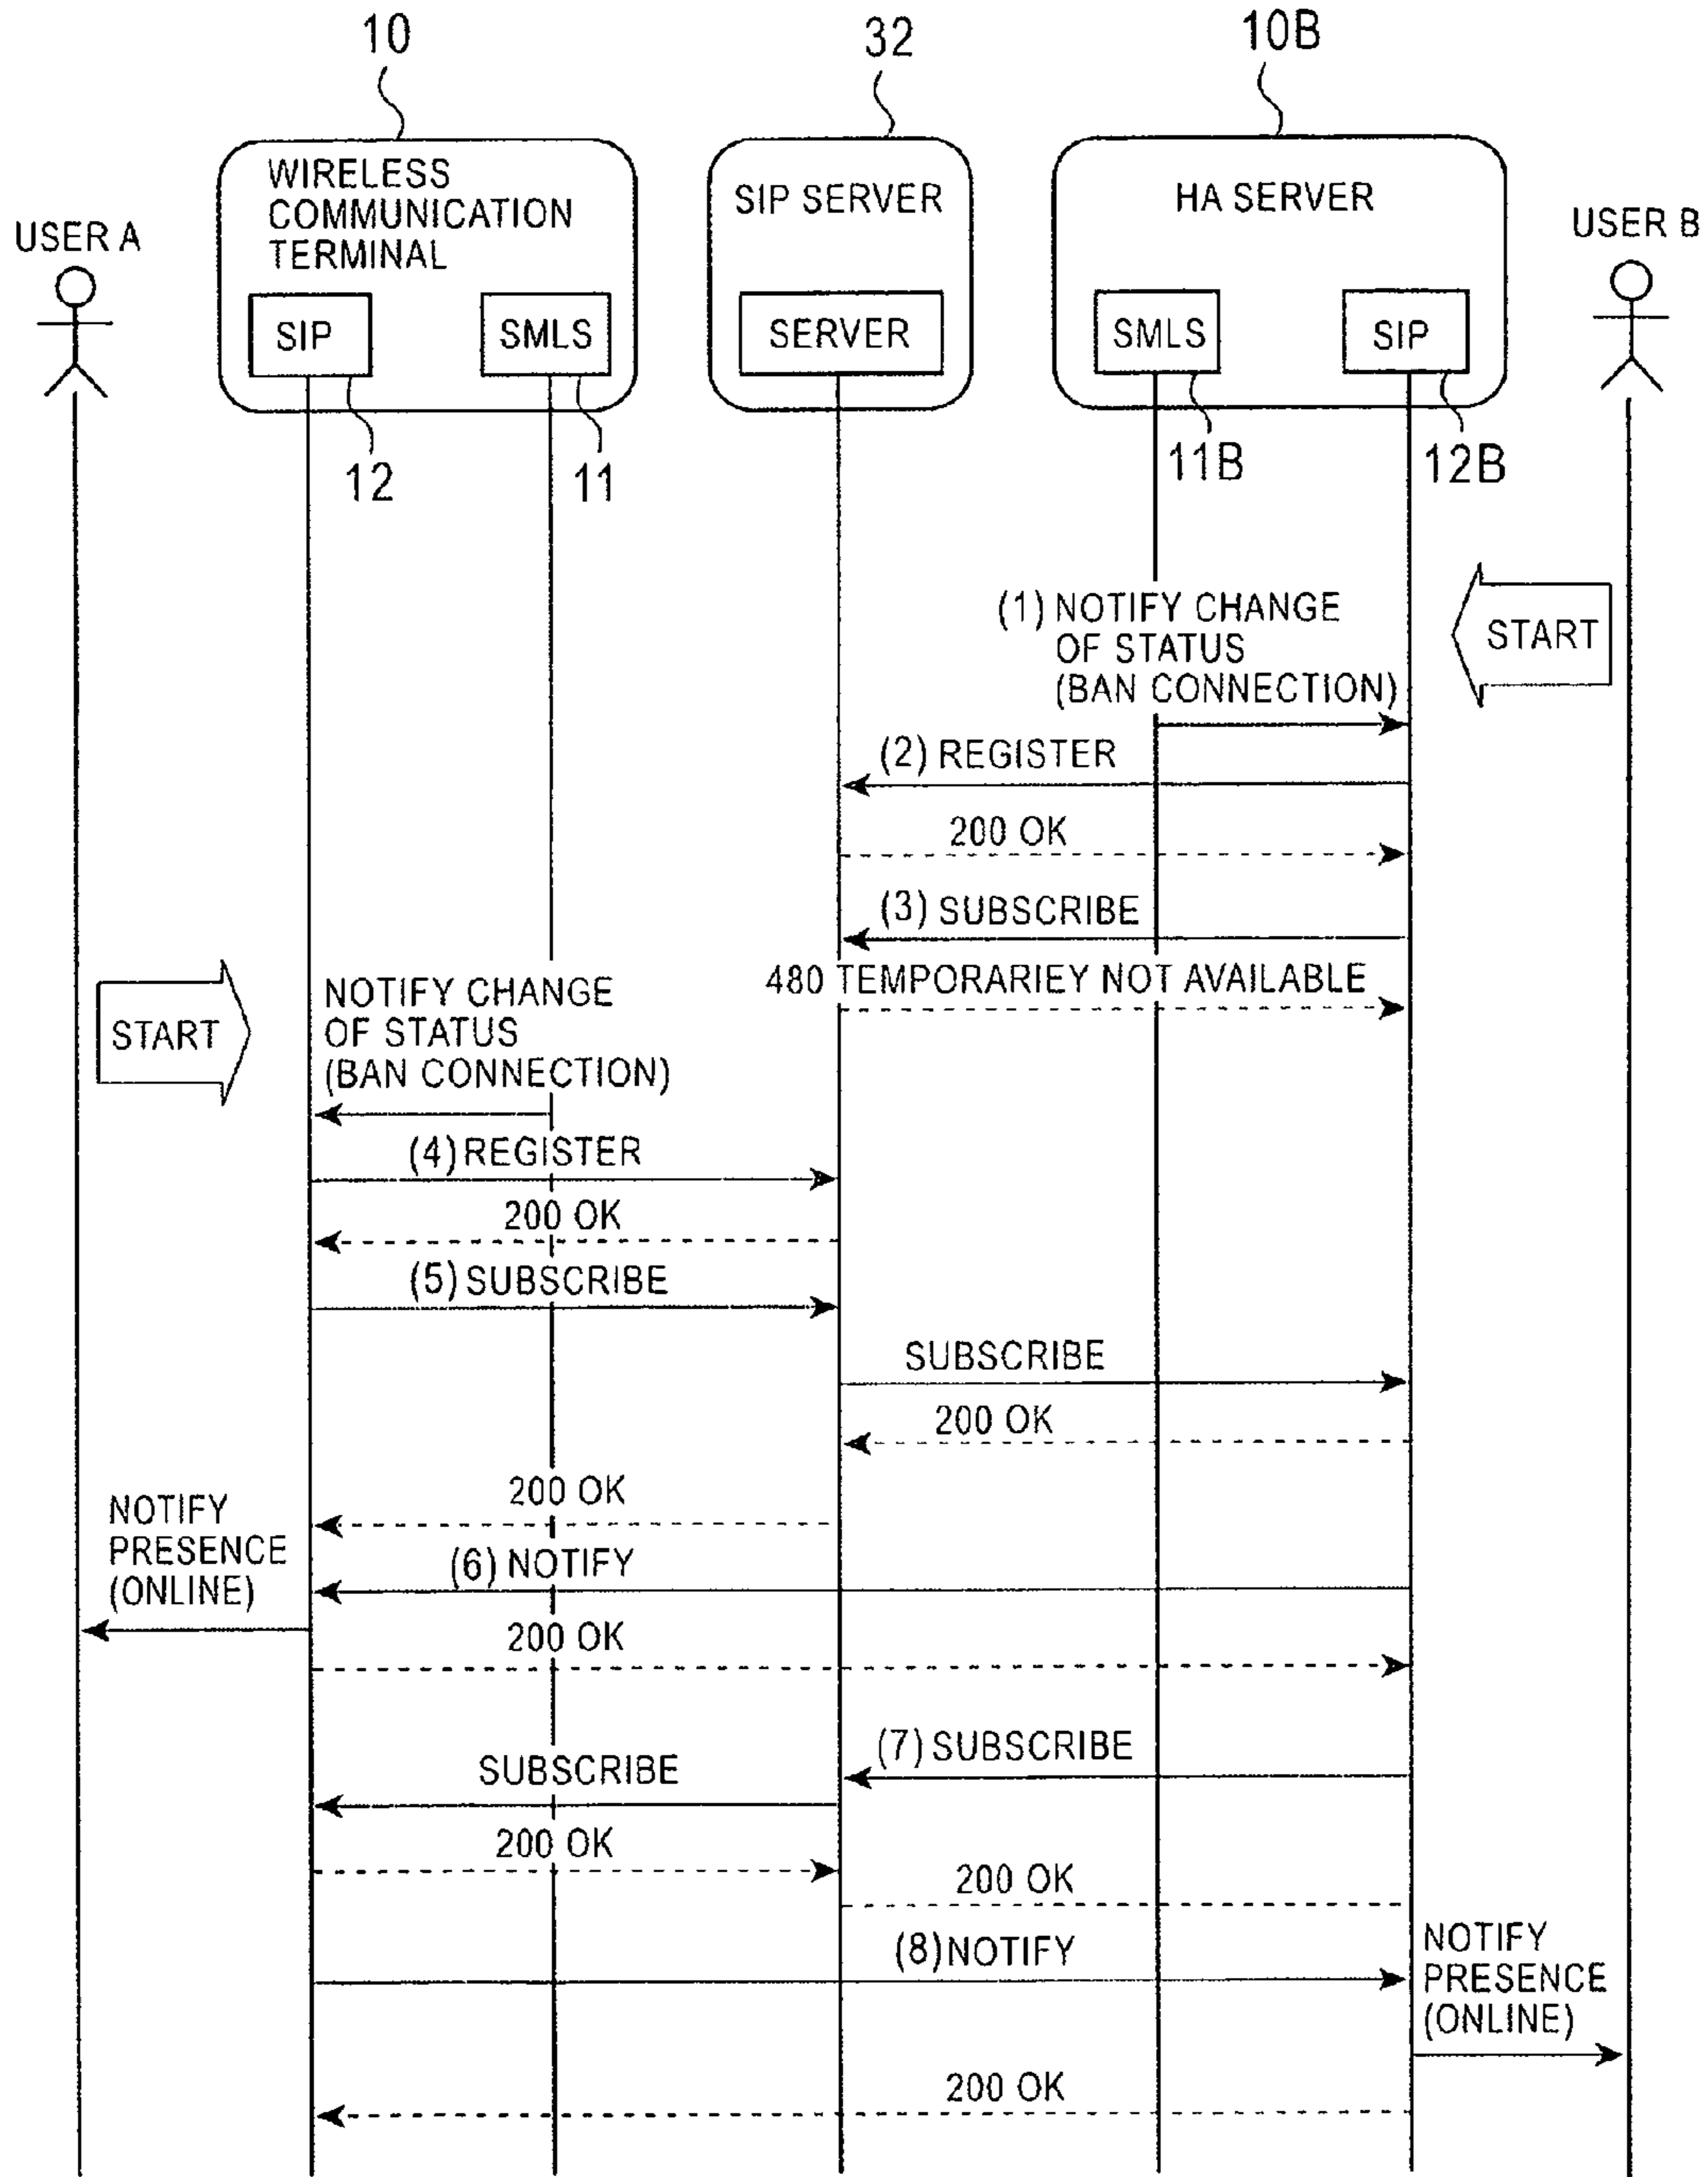 10
32
10B
WIRELESS
COMMUNICATION
TERMINAL
SIP SERVER
HA SERVER
USER A
USER B
SIP
SMLS
SERVER
SMLS
SIP
12
11
11B
12B
(1) NOTIFY CHANGE
OF STATUS
(BAN CONNECTION)
START
(2) REGISTER
200 OK
(3) SUBSCRIBE
480 TEMPORARIEY NOT AVAILABLE
START
NOTIFY CHANGE
OF STATUS
(BAN CONNECTION)
(4) REGISTER
200 OK
(5) SUBSCRIBE
SUBSCRIBE
200 OK
200 OK
NOTIFY
PRESENCE
(ONLINE)
(6) NOTIFY
200 OK
(7) SUBSCRIBE
SUBSCRIBE
200 OK
200 OK
(8) NOTIFY
NOTIFY
PRESENCE
(ONLINE)
200 OK